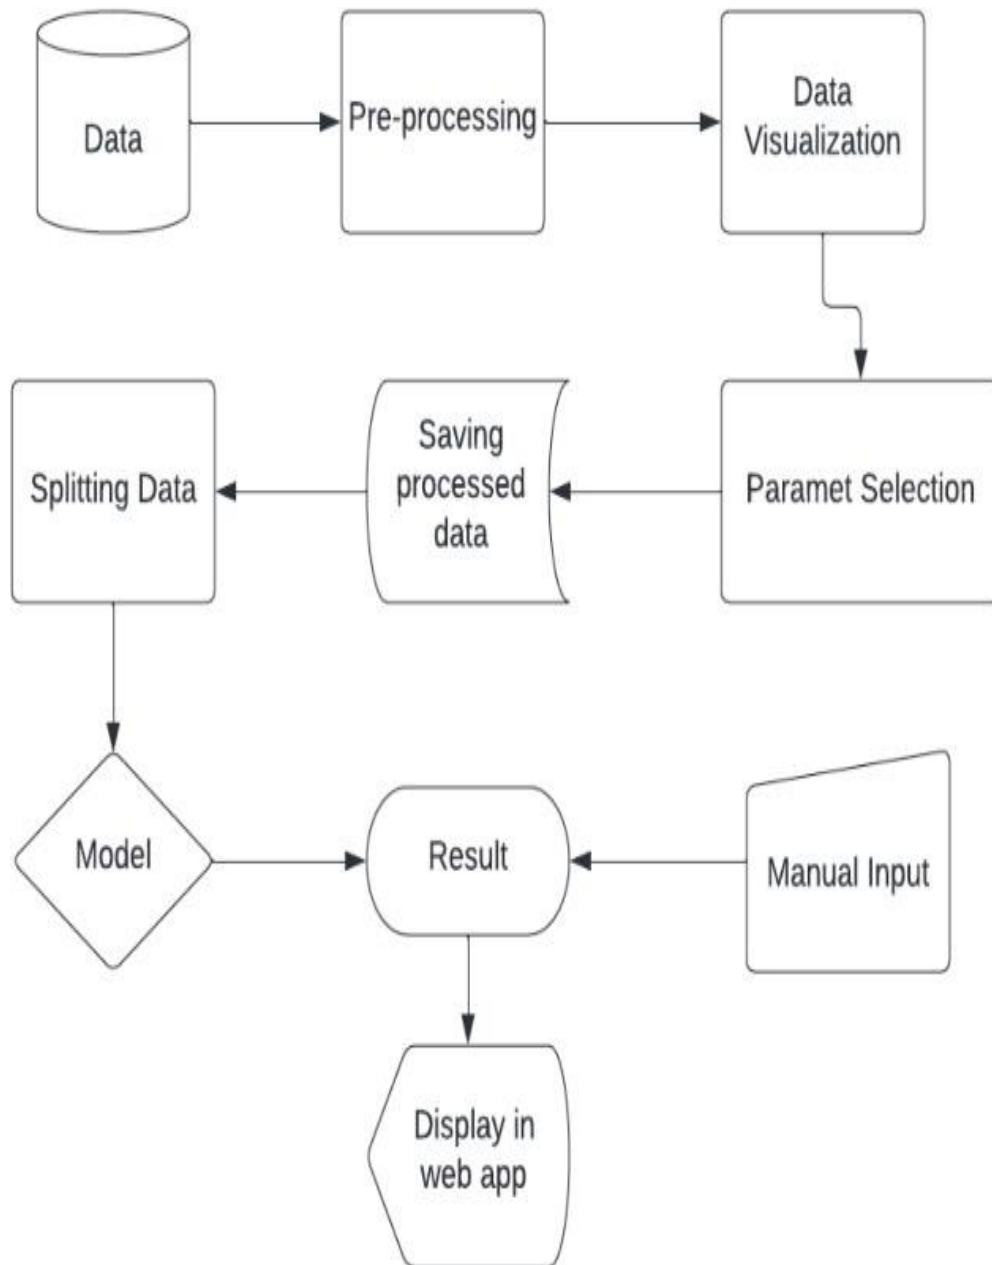 Data
Pre-processing
Data
Visualization
Splitting Data
Saving
processed
data
Paramet Selection
Model
Result
Manual Input
Display in
web app